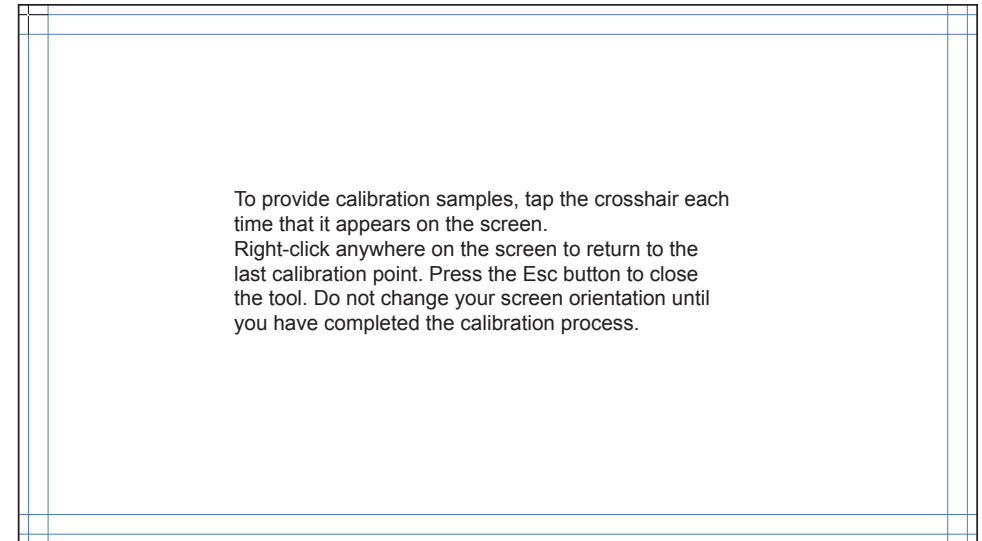 To provide calibration samples, tap the crosshair each
time that it appears on the screen.
Right-click anywhere on the screen to return to the
last calibration point. Press the Esc button to close
the tool. Do not change your screen orientation until
you have completed the calibration process.